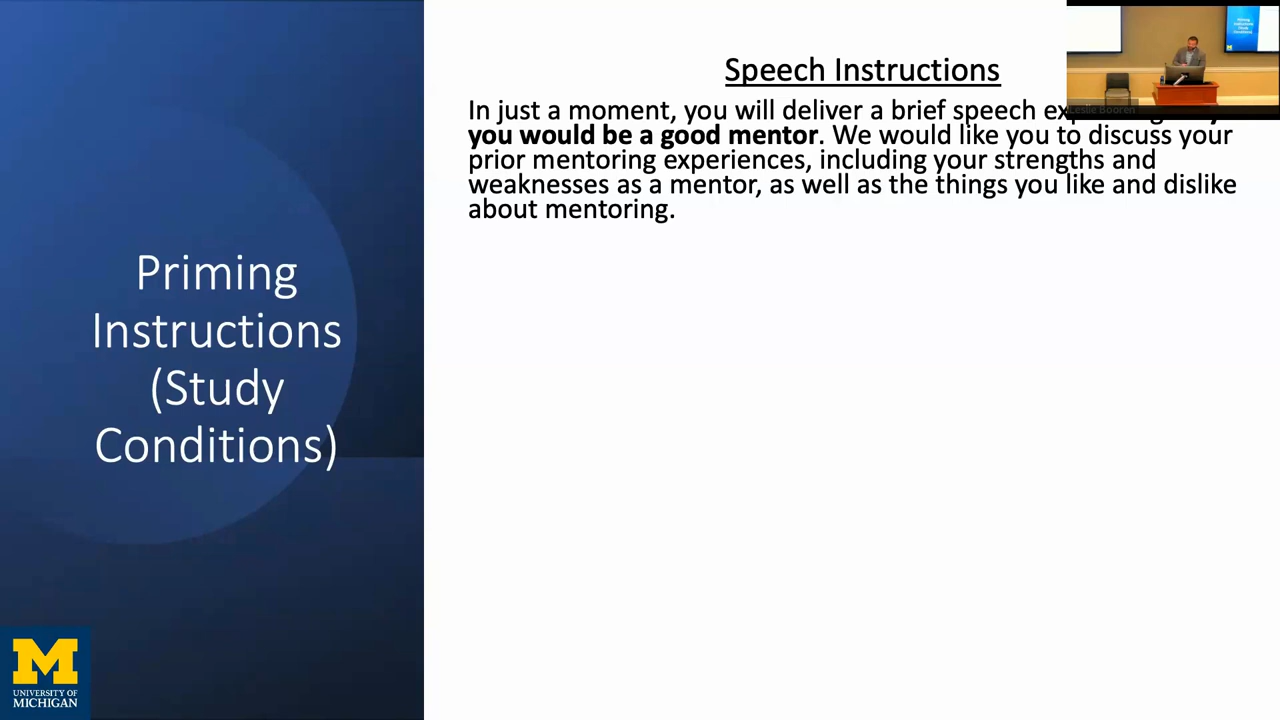 Priming
Instructions
(Study
Conditions)
UNIVERSITY OF
MICHIGAN
Speech Instructions
In just a moment, you will deliver a brief speech
you would be a good mentor. We would like you to discuss your
prior mentoring experiences, including your strengths and
weaknesses as a mentor, as well as the things you like and dislike
about mentoring.
Leslie Booren